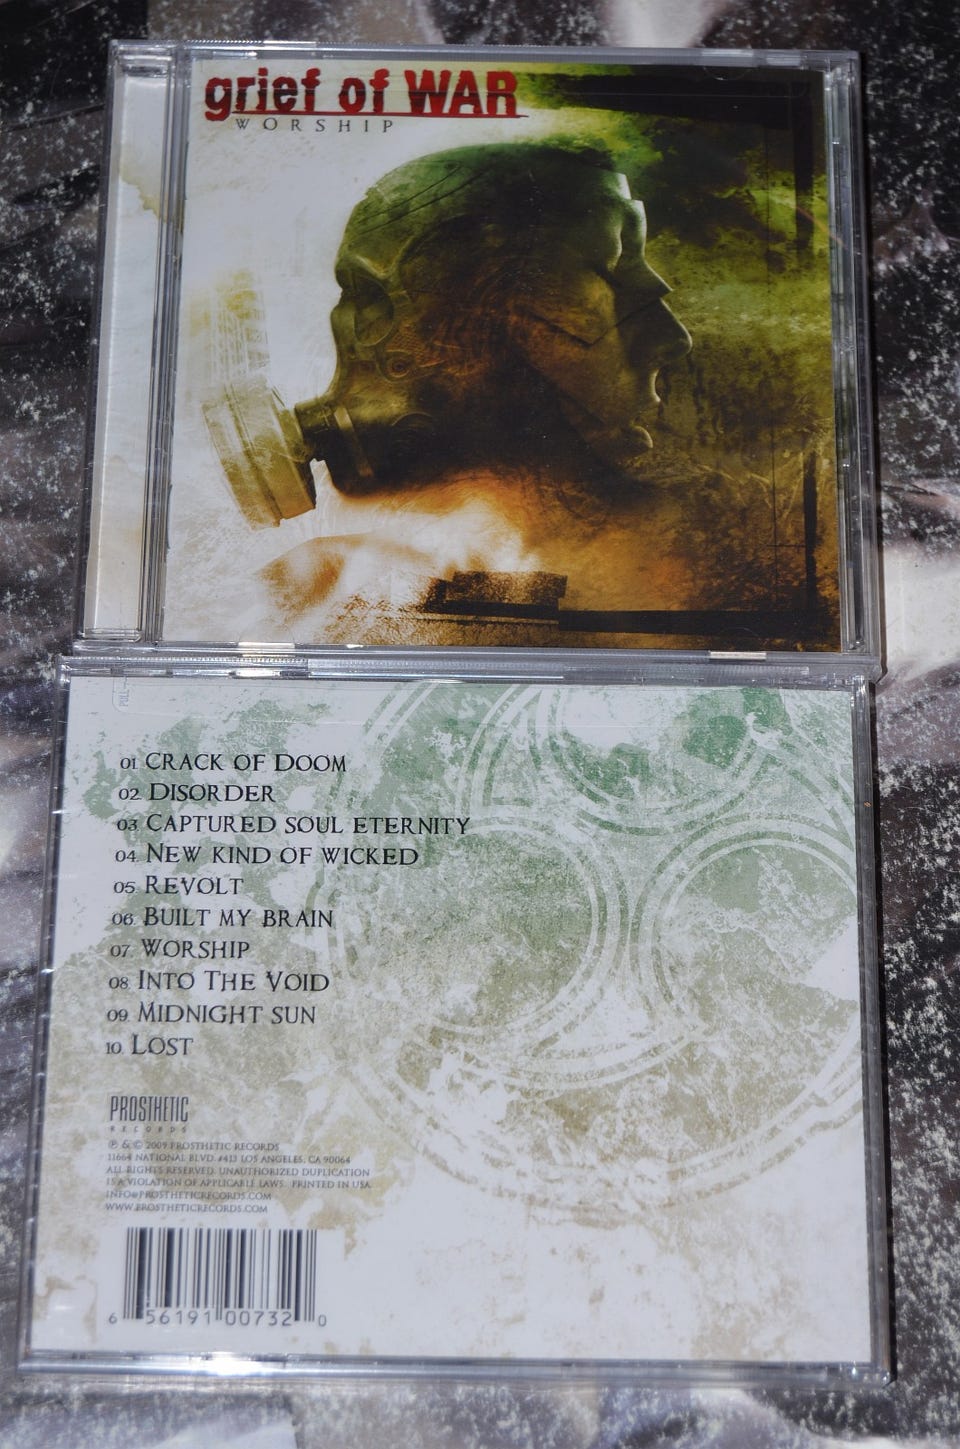 grief of WAR
WORSHIP
PULL
01. CRACK OF DOOM
02. DISORDER
03. CAPTURED SOUL ETERNITY
04. NEW KIND OF WICKED
05. REVOLT
06. BUILT MY BRAIN
07. WORSHIP
08. INTO THE VOID
09. MIDNIGHT SUN
10. LOST
PROSTHETIC
RECORDS
℗ & © 2009 PROSTHETIC RECORDS
11664 NATIONAL BLVD. #413 LOS ANGELES, CA 90064
ALL RIGHTS RESERVED. UNAUTHORIZED DUPLICATION
IS A VIOLATION OF APPLICABLE LAWS. PRINTED IN USA.
INFO@PROSTHETICRECORDS.COM
WWW.PROSTHETICRECORDS.COM
6 56191 00732 0